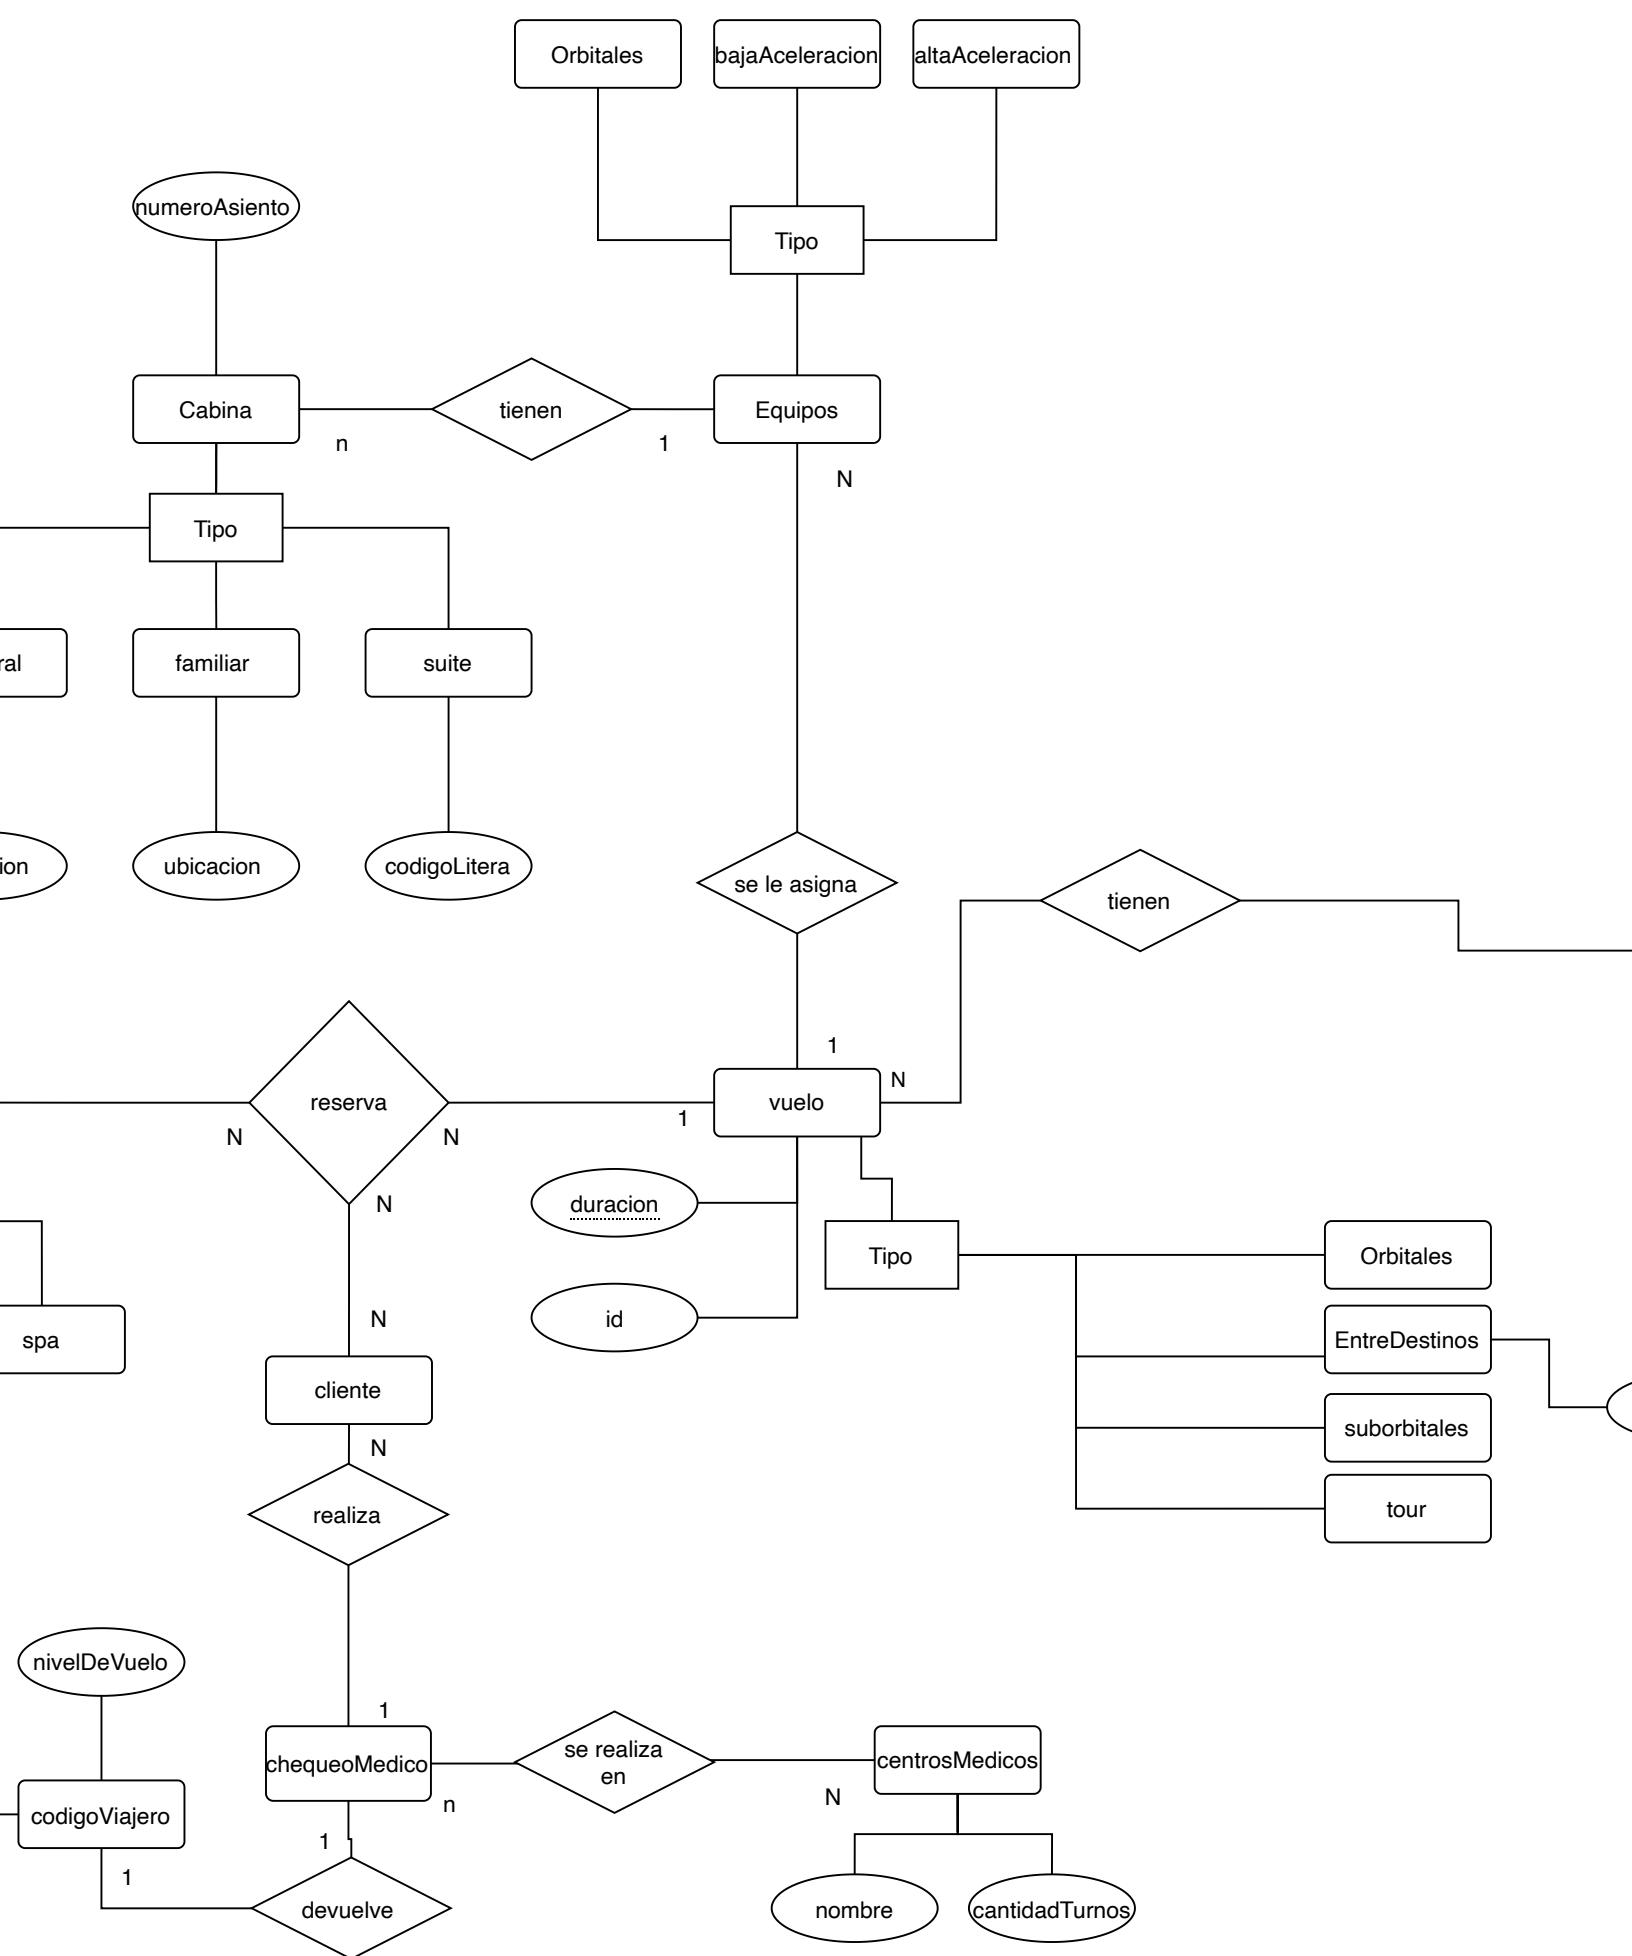 Orbitales
bajaAceleracion
altaAceleracion
numeroAsiento
Tipo
Cabina
tienen
Equipos
n
1
N
Tipo
ral
familiar
suite
ion
ubicacion
codigoLitera
se le asigna
tienen
1
N
reserva
vuelo
1
N
N
N
duracion
Tipo
Orbitales
id
N
spa
EntreDestinos
cliente
suborbitales
N
realiza
tour
nivelDeVuelo
1
se realiza
en
chequeoMedico
centrosMedicos
n
N
codigoViajero
1
1
devuelve
nombre
cantidadTurnos